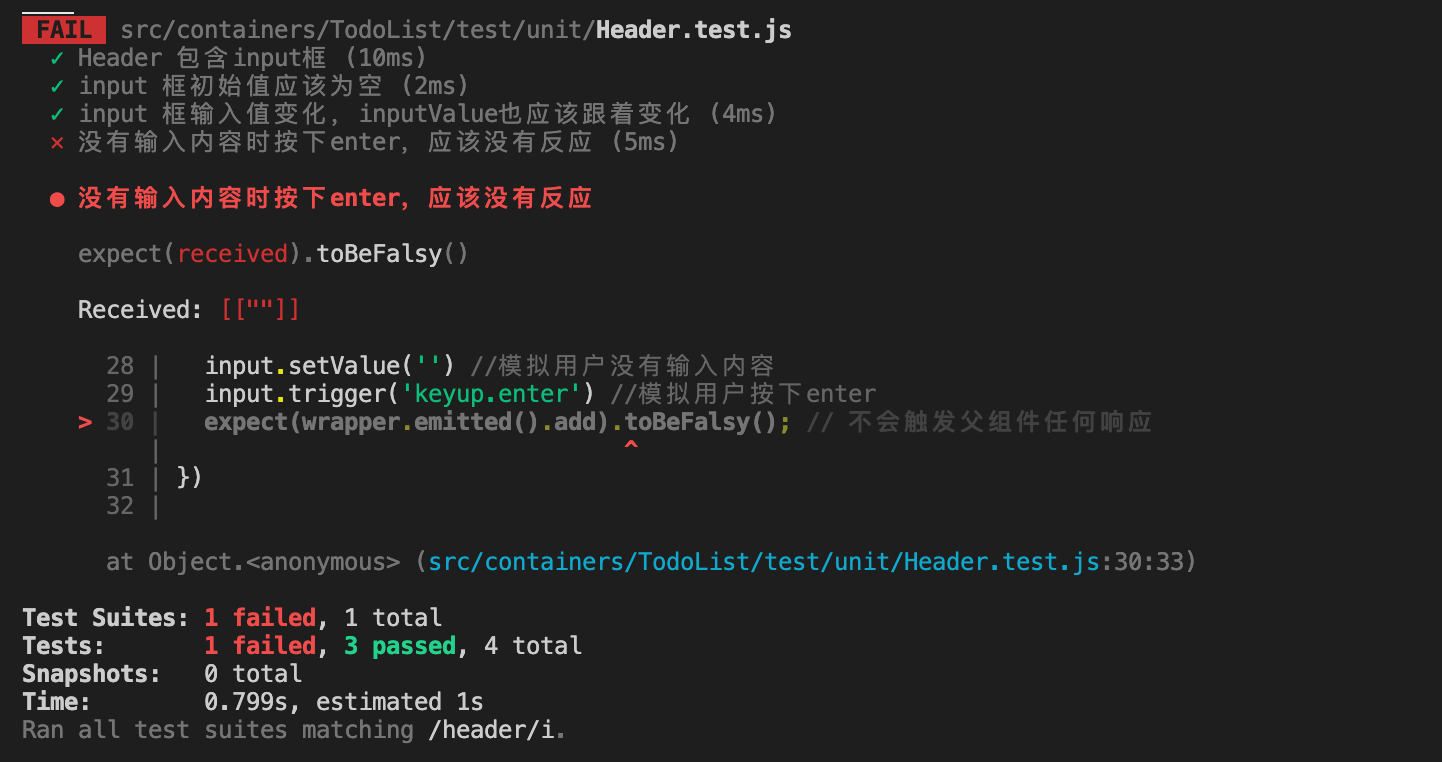 FAIL src/containers/TodoList/test/unit/Header.test.js
✓ Header 包含input框 (10ms)
✓ input 框初始值应该为空 (2ms)
✓ input 框输入值变化，inputValue也应该跟着变化 (4ms)
✕ 没有输入内容时按下enter，应该没有反应 (5ms)
● 没有输入内容时按下enter，应该没有反应
expect(received).toBeFalsy()
Received: [[""]]
28 | input.setValue('') //模拟用户没有输入内容
29 | input.trigger('keyup.enter') //模拟用户按下enter
> 30 | expect(wrapper.emitted().add).toBeFalsy(); // 不会触发父组件任何响应
| ^
31 | })
32 |
at Object.<anonymous> (src/containers/TodoList/test/unit/Header.test.js:30:33)
Test Suites: 1 failed, 1 total
Tests: 1 failed, 3 passed, 4 total
Snapshots: 0 total
Time: 0.799s, estimated 1s
Ran all test suites matching /header/i.